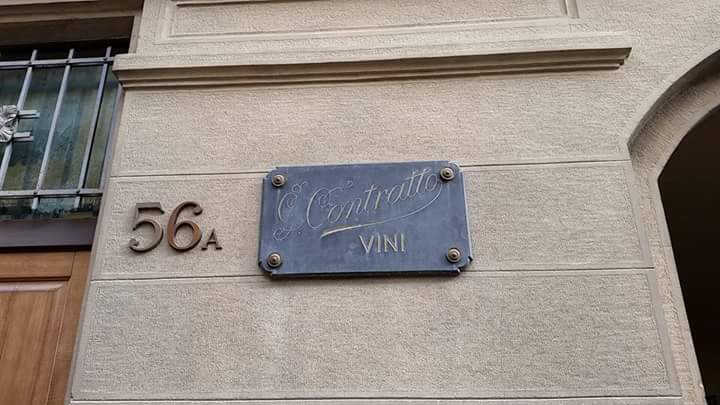 56A
G. Contratto
VINI